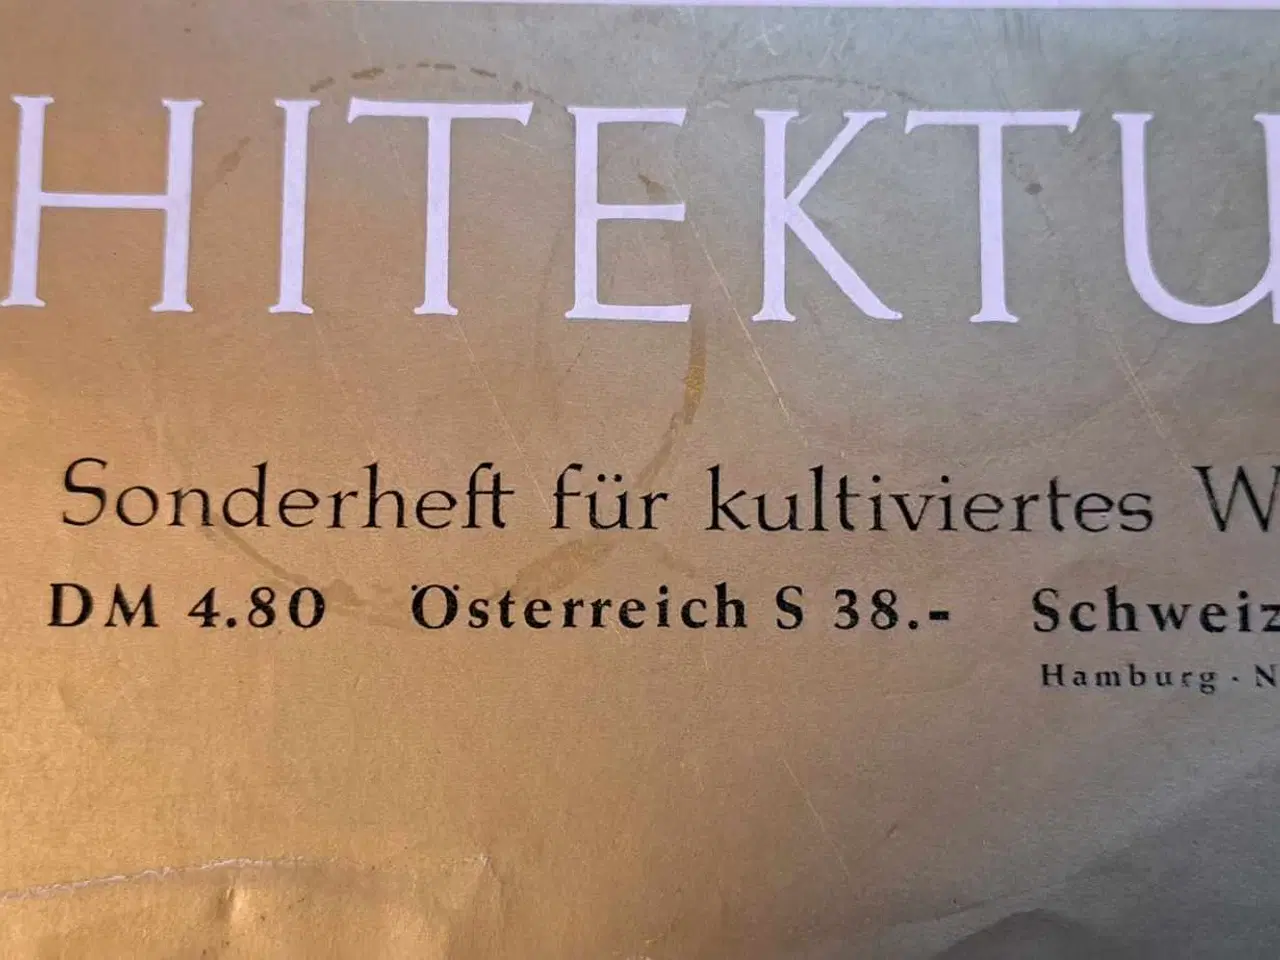 HITEKTU
Sonderheft für kultiviertes W
DM 4.80 Österreich S 38.- Schweiz
Hamburg · N